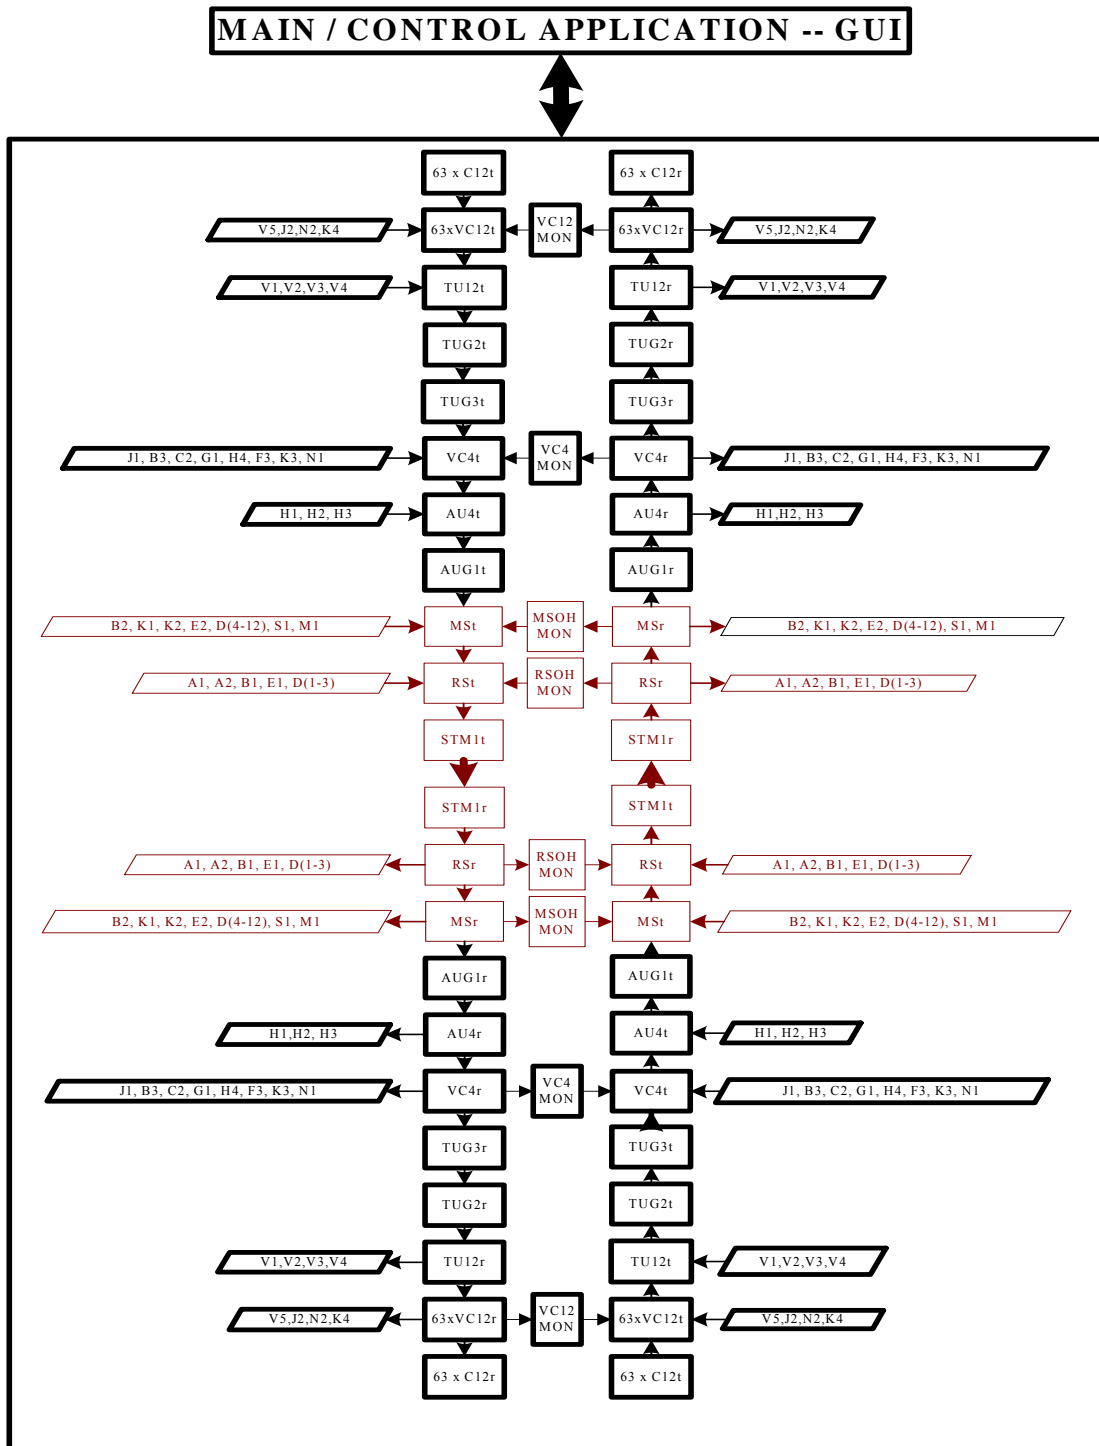 MAIN / CONTROL APPLICATION -- GUI
63 x C12t
63 x C12r
V5,J2,N2,K4
63xVC12t
VC12
MON
63xVC12r
V5,J2,N2,K4
V1,V2,V3,V4
TU12t
TU12r
V1,V2,V3,V4
TUG2t
TUG2r
TUG3t
TUG3r
J1, B3, C2, G1, H4, F3, K3, N1
VC4t
VC4
MON
VC4r
J1, B3, C2, G1, H4, F3, K3, N1
H1, H2, H3
AU4t
AU4r
H1,H2, H3
AUG1t
AUG1r
B2, K1, K2, E2, D(4-12), S1, M1
MSt
MSOH
MON
MSr
B2, K1, K2, E2, D(4-12), S1, M1
A1, A2, B1, E1, D(1-3)
RSt
RSOH
MON
RSr
A1, A2, B1, E1, D(1-3)
STM1t
STM1r
STM1r
STM1t
A1, A2, B1, E1, D(1-3)
RSr
RSOH
MON
RSt
A1, A2, B1, E1, D(1-3)
B2, K1, K2, E2, D(4-12), S1, M1
MSr
MSOH
MON
MSt
B2, K1, K2, E2, D(4-12), S1, M1
AUG1r
AUG1t
H1,H2, H3
AU4r
AU4t
H1, H2, H3
J1, B3, C2, G1, H4, F3, K3, N1
VC4r
VC4
MON
VC4t
J1, B3, C2, G1, H4, F3, K3, N1
TUG3r
TUG3t
TUG2r
TUG2t
V1,V2,V3,V4
TU12r
TU12t
V1,V2,V3,V4
V5,J2,N2,K4
63xVC12r
VC12
MON
63xVC12t
V5,J2,N2,K4
63 x C12r
63 x C12t